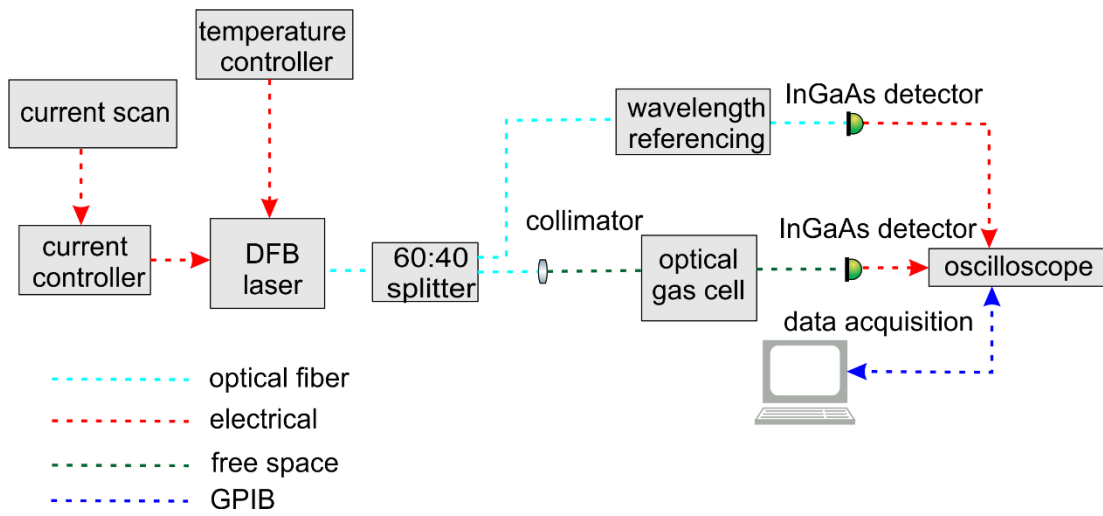 temperature
controller
current scan
current
controller
DFB
laser
60:40
splitter
wavelength
referencing
InGaAs detector
collimator
optical
gas cell
InGaAs detector
oscilloscope
data acquisition
optical fiber
electrical
free space
GPIB